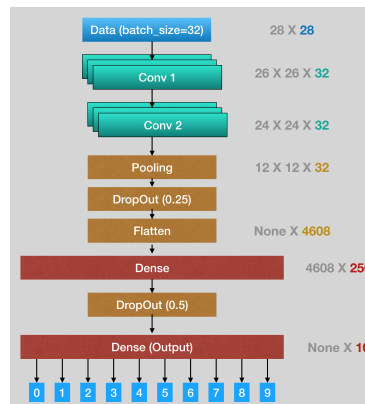 Data (batch_size=32) 28 X 28
Conv 1 26 X 26 X 32
Conv 2 24 X 24 X 32
Pooling 12 X 12 X 32
DropOut (0.25)
Flatten None X 4608
Dense 4608 X
DropOut (0.5)
Dense (Output) None X
0 1 2 3 4 5 6 7 8 9